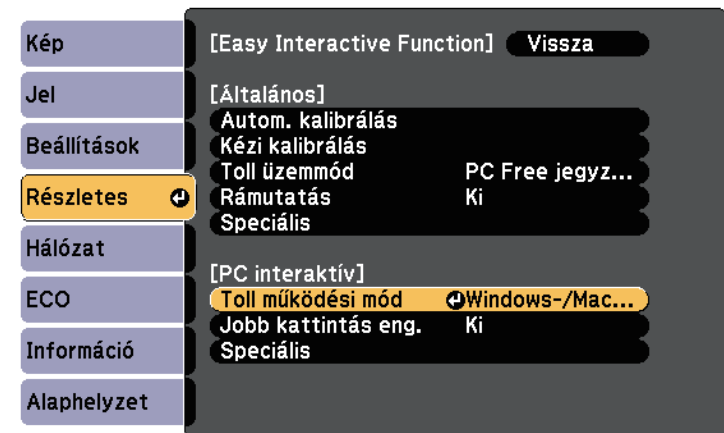 Kép
Jel
Beállítások
Részletes
Hálózat
ECO
Információ
Alaphelyzet
[Easy Interactive Function] Vissza
[Általános]
Autom. kalibrálás
Kézi kalibrálás
Toll üzemmód PC Free jegyz...
Rámutatás Ki
Speciális
[PC interaktív]
Toll működési mód Windows-/Mac...
Jobb kattintás eng. Ki
Speciális